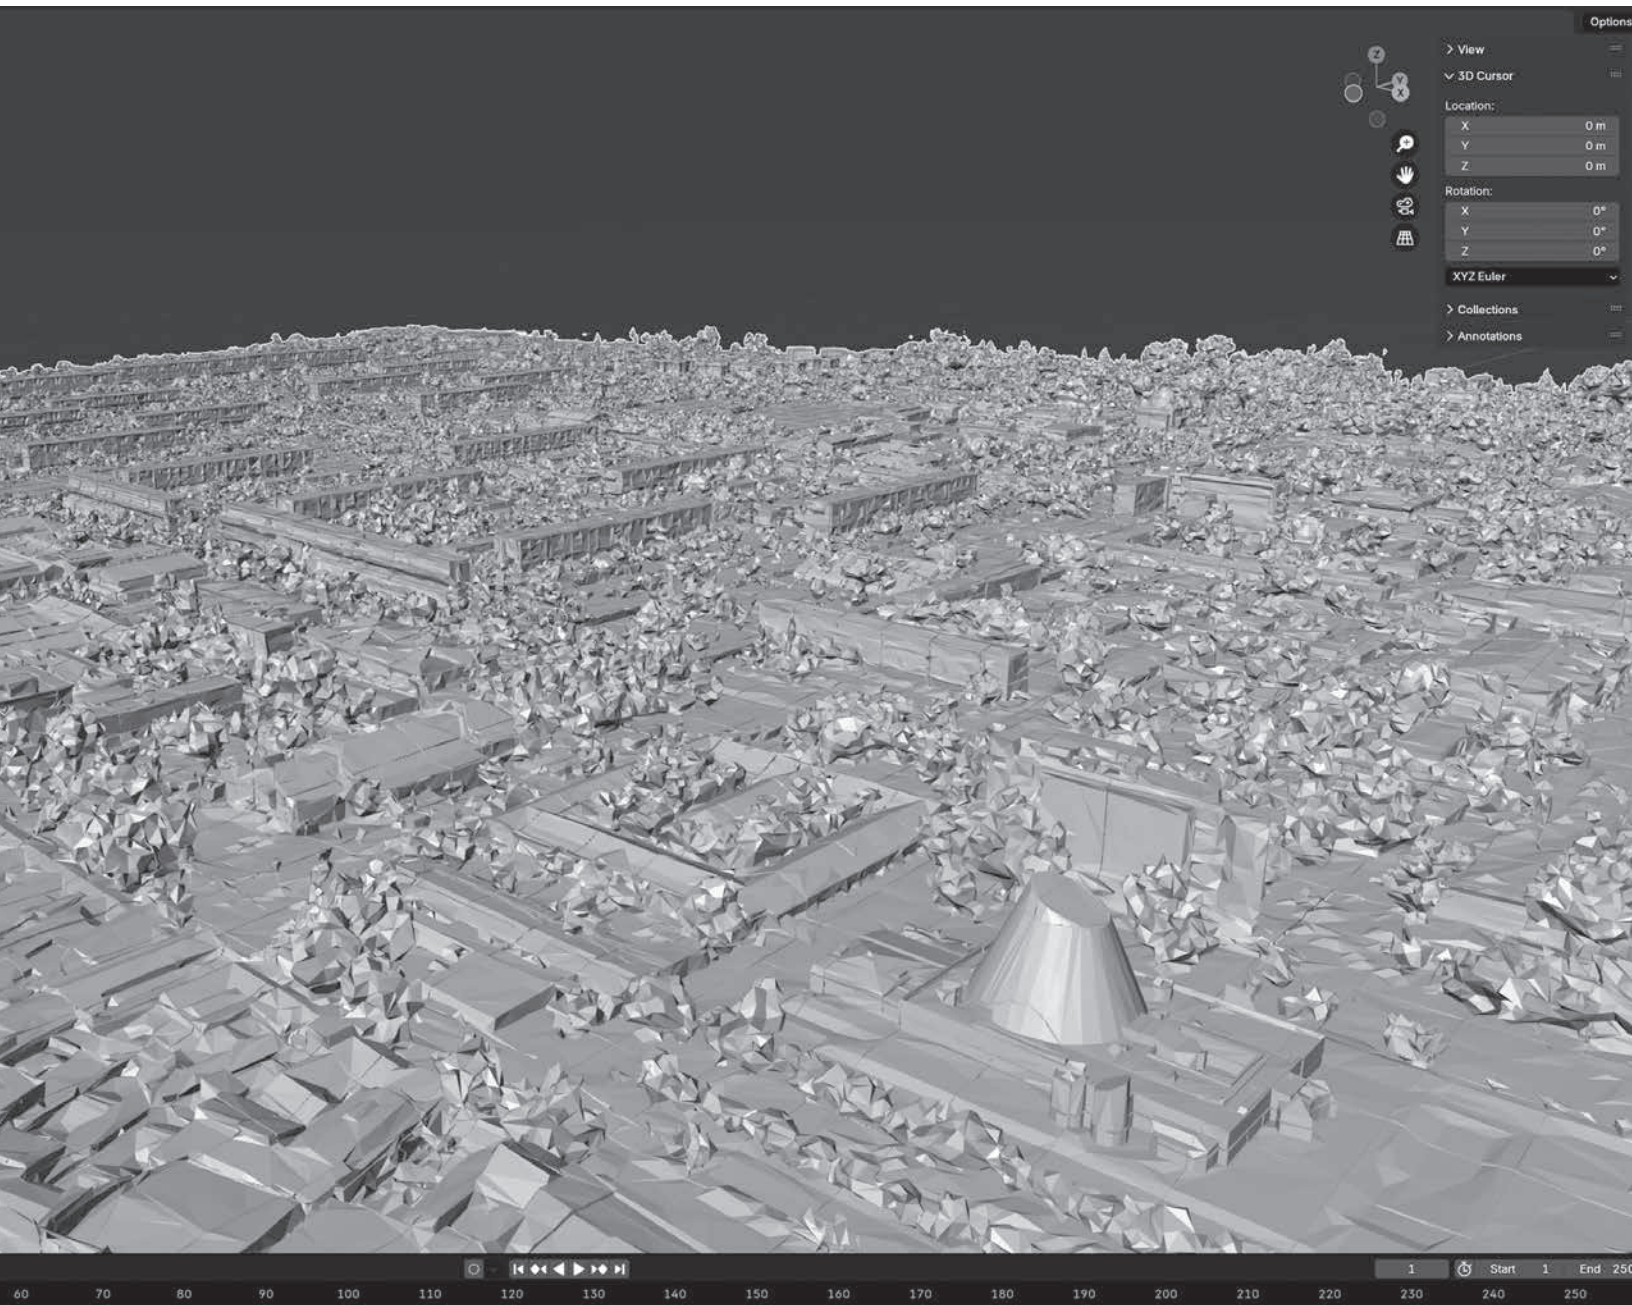 Options
View
3D Cursor
Location:
X 0 m
Y 0 m
Z 0 m
Rotation:
X 0°
Y 0°
Z 0°
XYZ Euler
Collections
Annotations
Z
Y
X
1 Start 1 End 250
60 70 80 90 100 110 120 130 140 150 160 170 180 190 200 210 220 230 240 250